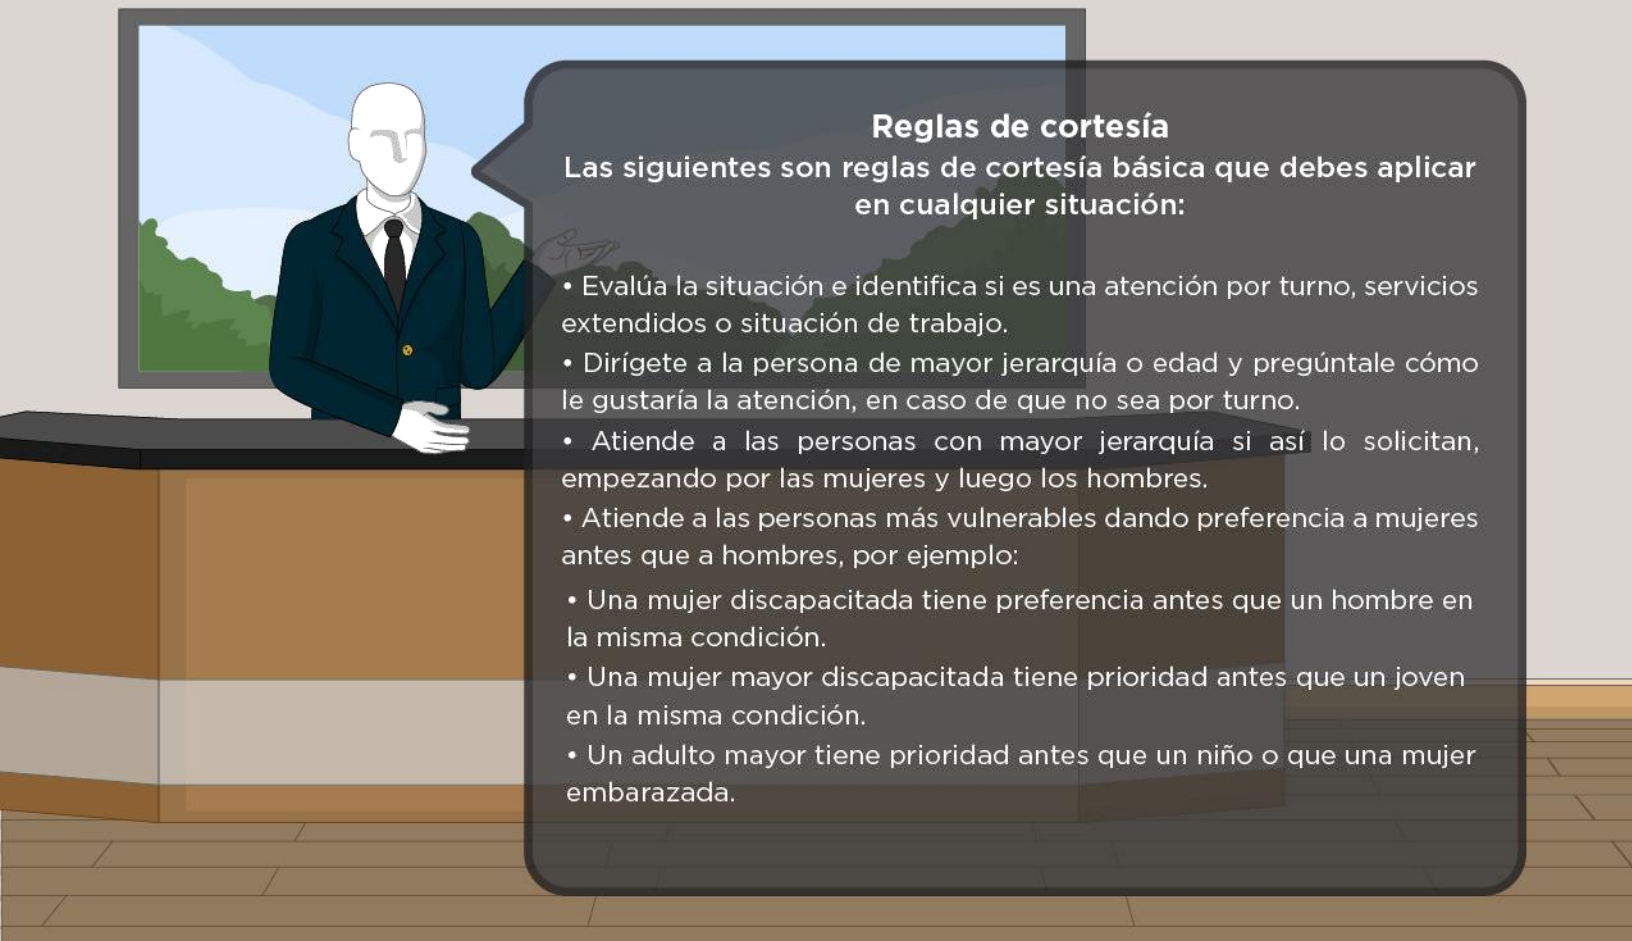 Reglas de cortesía
Las siguientes son reglas de cortesía básica que debes aplicar
en cualquier situación:
• Evalúa la situación e identifica si es una atención por turno, servicios
extendidos o situación de trabajo.
• Dirígete a la persona de mayor jerarquía o edad y pregúntale cómo
le gustaría la atención, en caso de que no sea por turno.
• Atiende a las personas con mayor jerarquía si así lo solicitan,
empezando por las mujeres y luego los hombres.
• Atiende a las personas más vulnerables dando preferencia a mujeres
antes que a hombres, por ejemplo:
• Una mujer discapacitada tiene preferencia antes que un hombre en
la misma condición.
• Una mujer mayor discapacitada tiene prioridad antes que un joven
en la misma condición.
• Un adulto mayor tiene prioridad antes que un niño o que una mujer
embarazada.